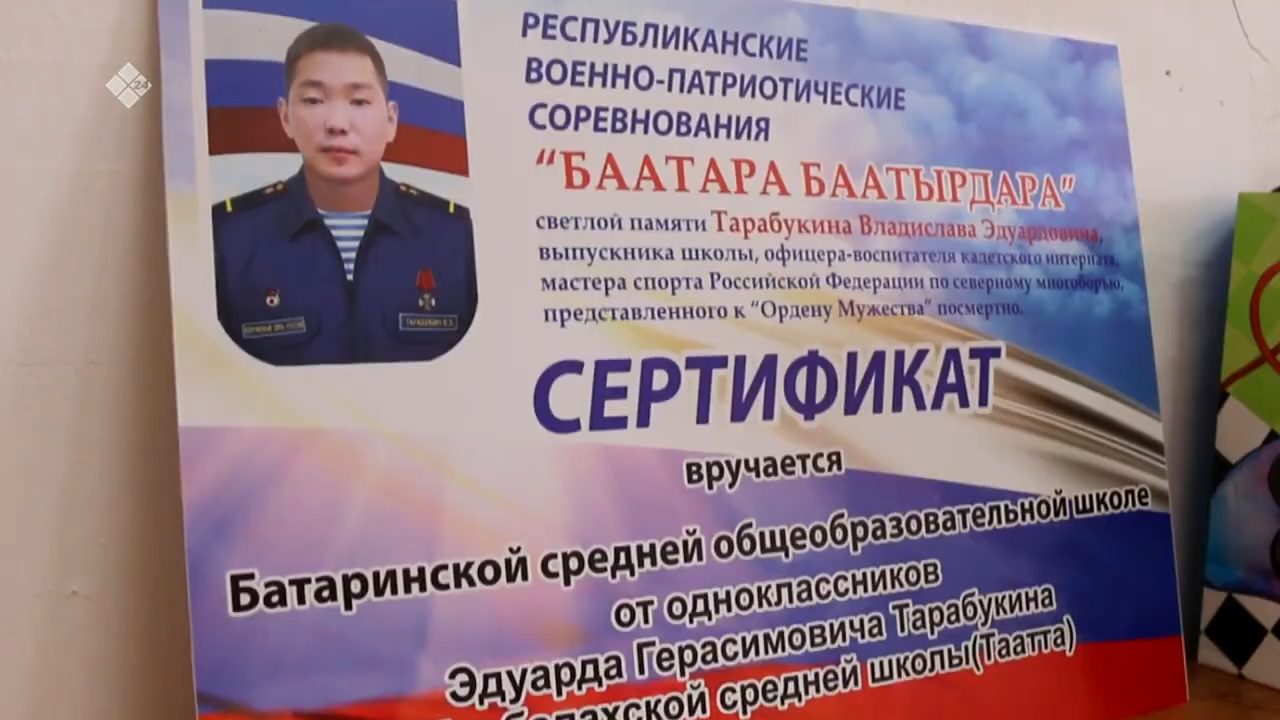 24
РЕСПУБЛИКАНСКИЕ
ВОЕННО-ПАТРИОТИЧЕСКИЕ
СОРЕВНОВАНИЯ
“БААТАРА БААТЫРДАРА”
светлой памяти Тарабукина Владислава Эдуардовича,
выпускника школы, офицера-воспитателя кадетского интерната,
мастера спорта Российской Федерации по северному многоборью,
представленного к “Ордену Мужества” посмертно.
СЕРТИФИКАТ
вручается
Батаринской средней общеобразовательной школе
от одноклассников
Эдуарда Герасимовича Тарабукина
средней школы(Таатта)